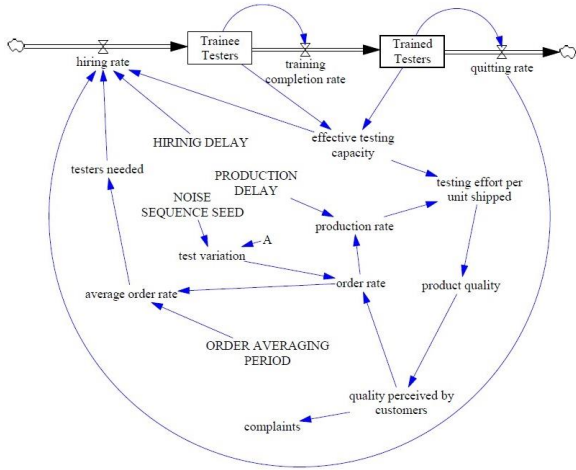 Trainee
Testers
Trained
Testers
hiring rate
training
completion rate
quitting rate
effective testing
capacity
HIRINIG DELAY
testers needed
PRODUCTION
DELAY
testing effort per
unit shipped
NOISE
SEQUENCE SEED
production rate
A
test variation
average order rate
order rate
product quality
ORDER AVERAGING
PERIOD
quality perceived by
customers
complaints